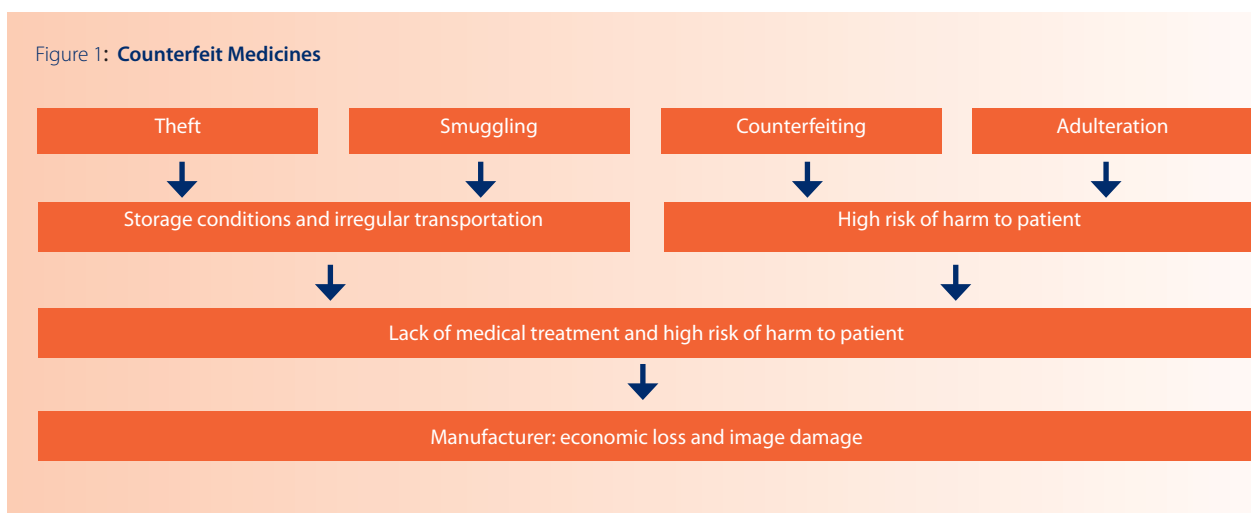 Figure 1: Counterfeit Medicines
Theft
Smuggling
Counterfeiting
Adulteration
Storage conditions and irregular transportation
High risk of harm to patient
Lack of medical treatment and high risk of harm to patient
Manufacturer: economic loss and image damage